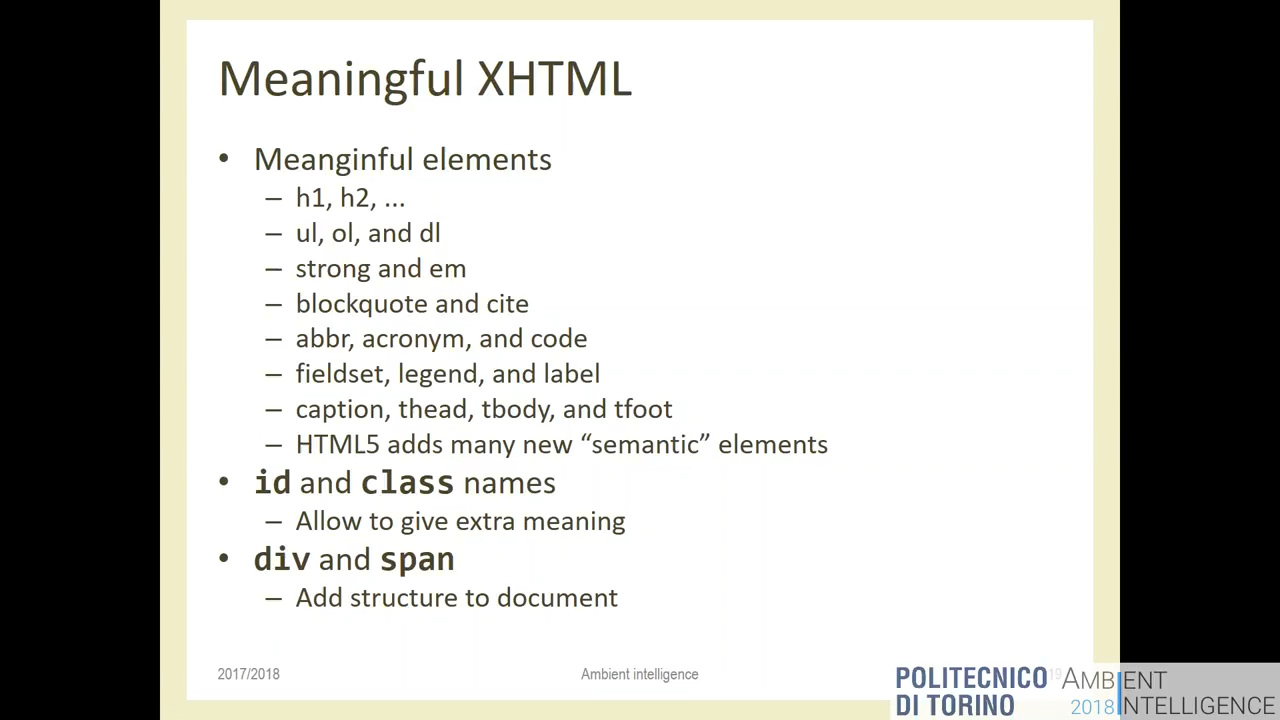 Meaningful XHTML
• Meanginful elements
– h1, h2, ...
– ul, ol, and dl
– strong and em
– blockquote and cite
– abbr, acronym, and code
– fieldset, legend, and label
– caption, thead, tbody, and tfoot
– HTML5 adds many new “semantic” elements
• id and class names
– Allow to give extra meaning
• div and span
– Add structure to document
2017/2018
Ambient intelligence
19
POLITECNICO
DI TORINO
AMBIENT
2018 INTELLIGENCE